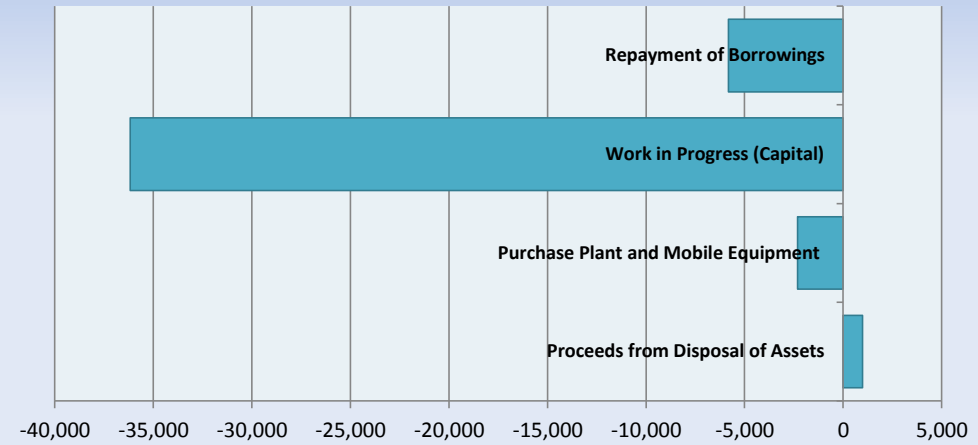 Repayment of Borrowings
Work in Progress (Capital)
Purchase Plant and Mobile Equipment
Proceeds from Disposal of Assets
-40,000 -35,000 -30,000 -25,000 -20,000 -15,000 -10,000 -5,000 0 5,000